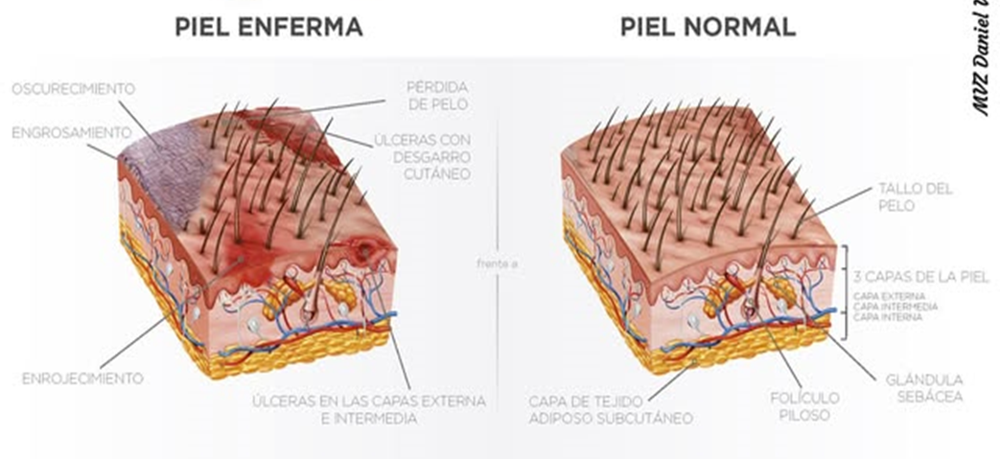 PIEL ENFERMA
PIEL NORMAL
MVZ Daniel
OSCURECIMIENTO
ENGROSAMIENTO
PÉRDIDA
DE PELO
ÚLCERAS CON
DESGARRO
CUTÁNEO
ENROJECIMIENTO
ÚLCERAS EN LAS CAPAS EXTERNA
E INTERMEDIA
frente a
TALLO DEL
PELO
3 CAPAS DE LA PIEL
CAPA EXTERNA
CAPA INTERMEDIA
CAPA INTERNA
GLÁNDULA
SEBÁCEA
FOLÍCULO
PILOSO
CAPA DE TEJIDO
ADIPOSO SUBCUTÁNEO